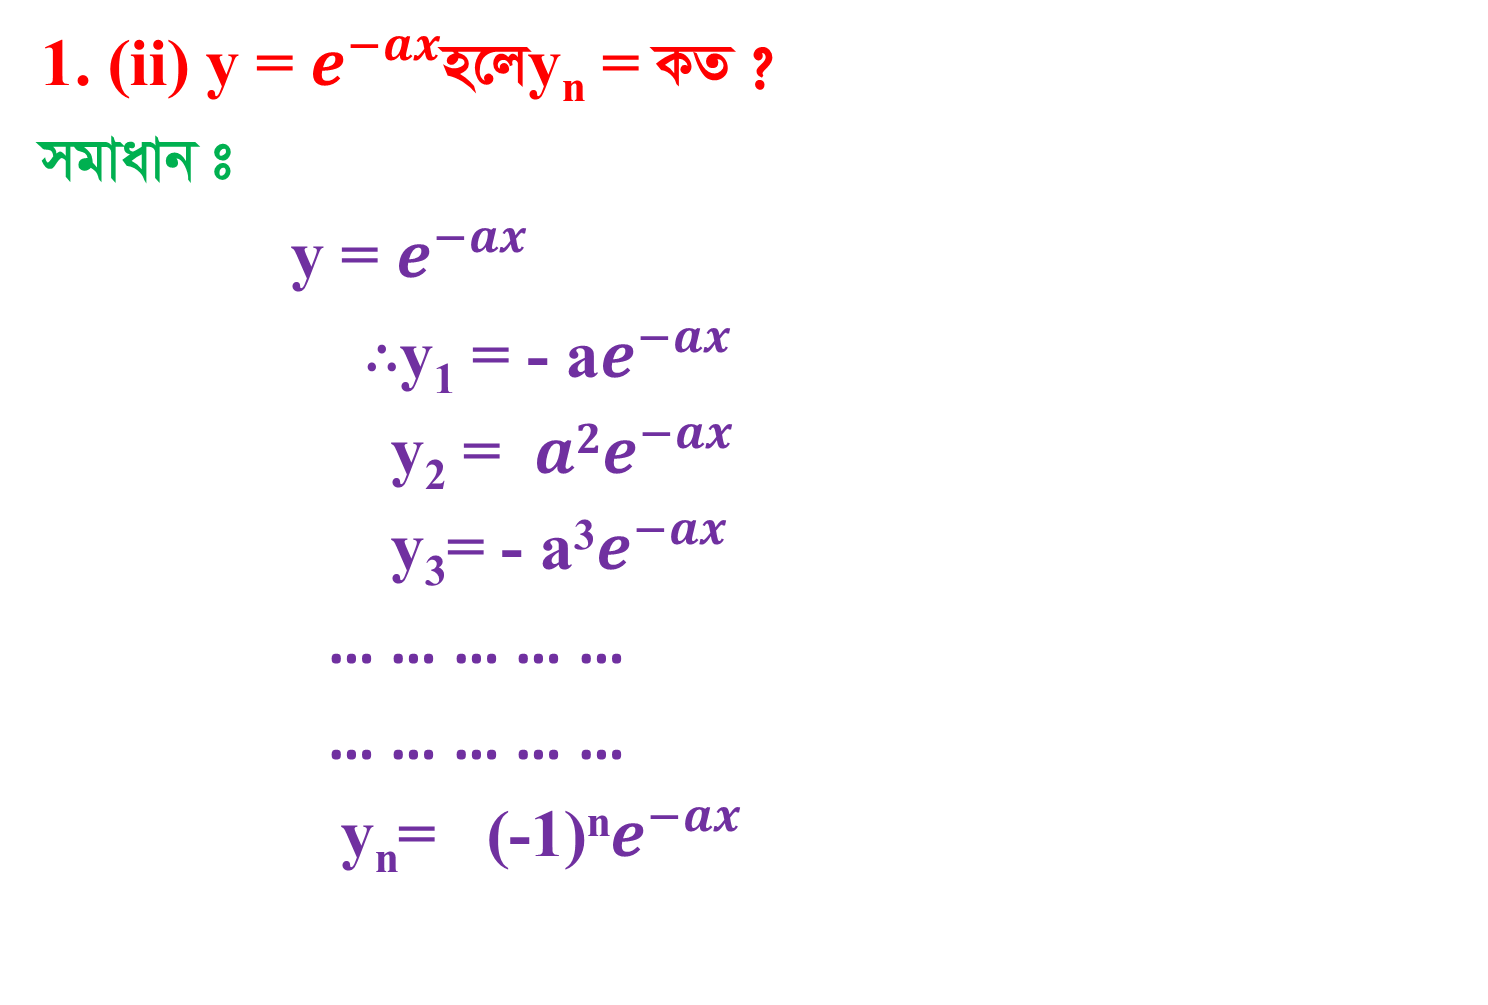 1. (ii) y = e^{-ax}হলেy_n = কত ?
সমাধান ঃ
y = e^{-ax}
∴y_1 = - ae^{-ax}
y_2 = a^2e^{-ax}
y_3= - a^3e^{-ax}
... ... ... ... ...
... ... ... ... ...
y_n= (-1)^ne^{-ax}